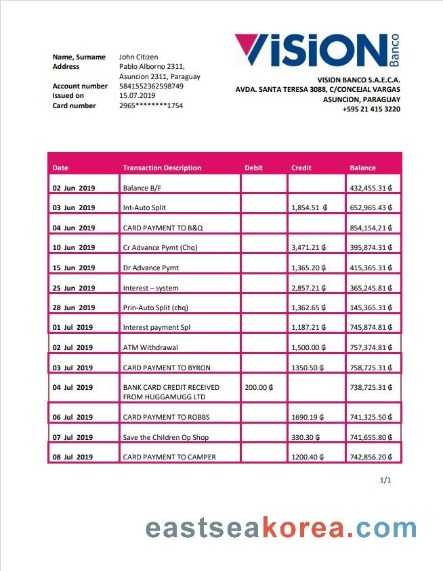 VISION Banco
Name, Surname John Citizen
Address Pablo Alborno 2311,
Asuncion 2311, Paraguay
Account number 5841552362598749
Issued on 15.07.2019
Card number 2965********1754
VISION BANCO S.A.E.C.A.
AVDA. SANTA TERESA 3088, C/CONCEJAL VARGAS
ASUNCION, PARAGUAY
+595 21 415 3220
Date Transaction Description Debit Credit Balance
02 Jun 2019 Balance B/F 432,455.31 ₲
03 Jun 2019 Int-Auto Split 1,854.51 ₲ 652,965.43 ₲
04 Jun 2019 CARD PAYMENT TO B&Q 854,154,21 ₲
10 Jun 2019 Cr Advance Pymt (Chq) 3,471.21 ₲ 395,874.31 ₲
15 Jun 2019 Dr Advance Pymt 1,365.20 ₲ 415,365.31 ₲
25 Jun 2019 Interest – system 2,857.21 ₲ 365,245.81 ₲
28 Jun 2019 Prin-Auto Split (chq) 1,362.65 ₲ 145,365.31 ₲
01 Jul 2019 Interest payment Spl 1,187.21 ₲ 745,874.81 ₲
02 Jul 2019 ATM Withdrawal 1,500.00 ₲ 757,374.81 ₲
03 Jul 2019 CARD PAYMENT TO BYRON 1350.50 ₲ 758,725.31 ₲
04 Jul 2019 BANK CARD CREDIT RECEIVED 200.00 ₲ 738,725.31 ₲
FROM HUGGAMUGG LTD
06 Jul 2019 CARD PAYMENT TO ROBBS 1690.19 ₲ 741,325.50 ₲
07 Jul 2019 Save the Children Op Shop 330.30 ₲ 741,655.80 ₲
08 Jul 2019 CARD PAYMENT TO CAMPER 1200.40 ₲ 742,856.20 ₲
1/1
eastseakorea.com